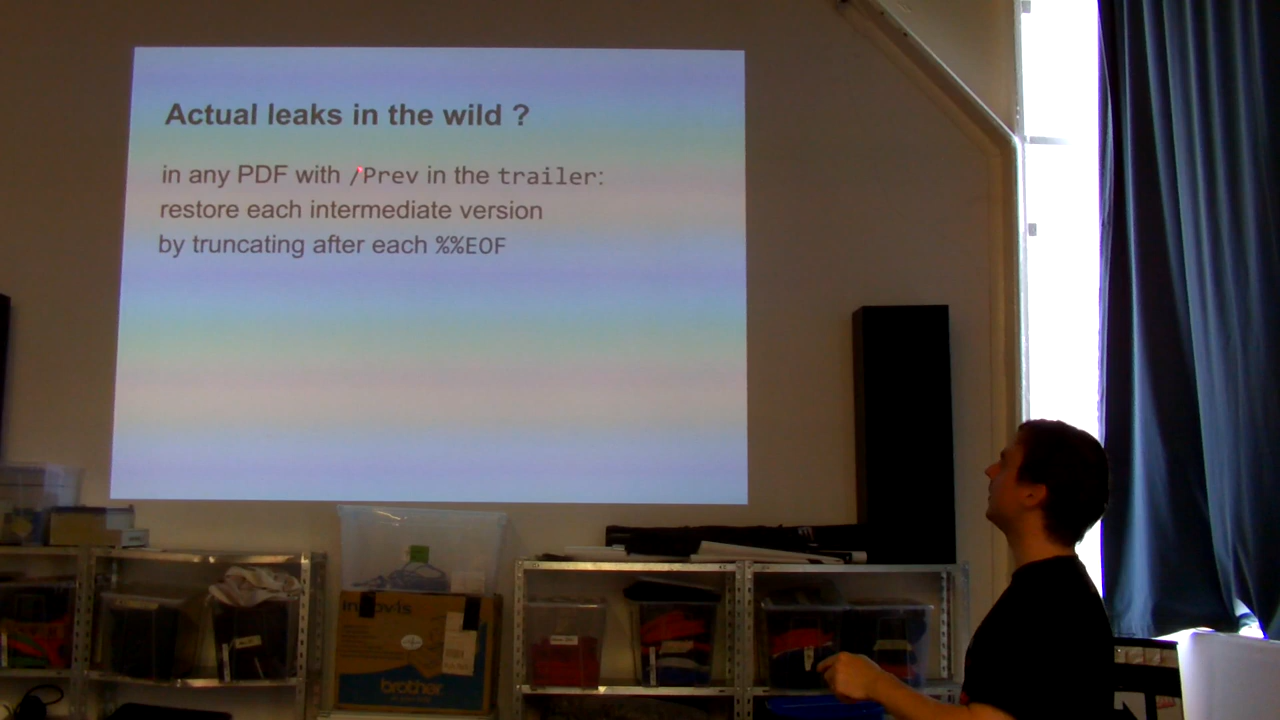 Actual leaks in the wild ?
in any PDF with /Prev in the trailer:
restore each intermediate version
by truncating after each %%EOF
brother